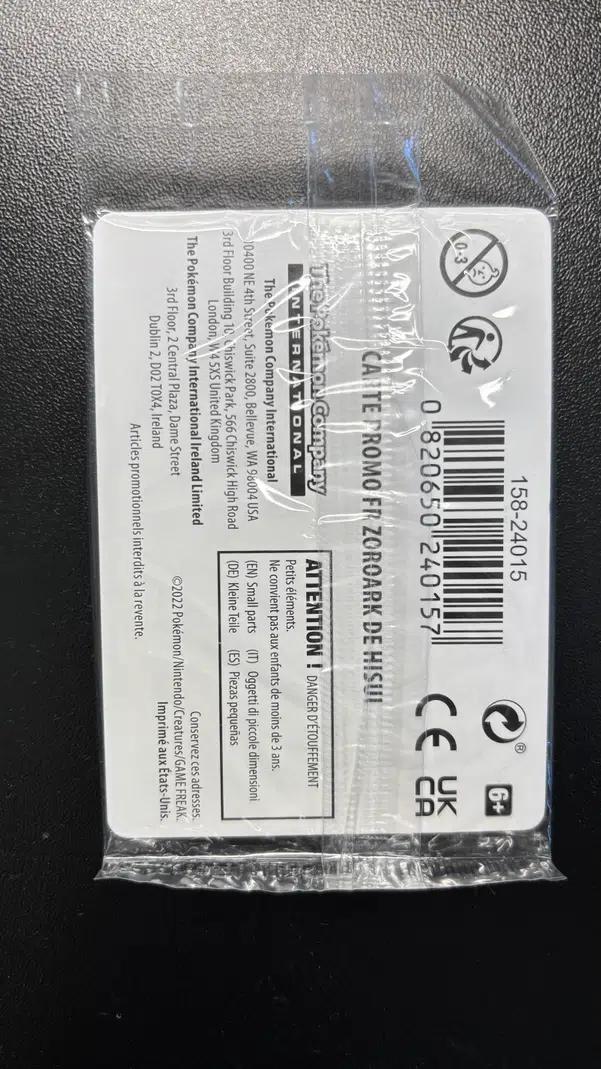 0-3
158-24015
0 820650 240157
6+
CE UK
CA
CARTE PROMO FR ZOROARK DE HISUI
The Pokémon Company
INTERNATIONAL
The Pokémon Company International
10400 NE 4th Street, Suite 2800, Bellevue, WA 98004 USA
3rd Floor Building 10, Chiswick Park, 566 Chiswick High Road
London, W4 5XS United Kingdom
The Pokémon Company International Ireland Limited
3rd Floor, 2 Central Plaza, Dame Street
Dublin 2, D02 T0X4, Ireland
Articles promotionnels interdits à la revente.
ATTENTION ! DANGER D'ÉTOUFFEMENT
Petits éléments.
Ne convient pas aux enfants de moins de 3 ans.
(EN) Small parts (IT) Oggetti di piccole dimensioni
(DE) Kleine Teile (ES) Piezas pequeñas
Conservez ces adresses.
©2022 Pokémon/Nintendo/Creatures/GAME FREAK.
Imprimé aux États-Unis.